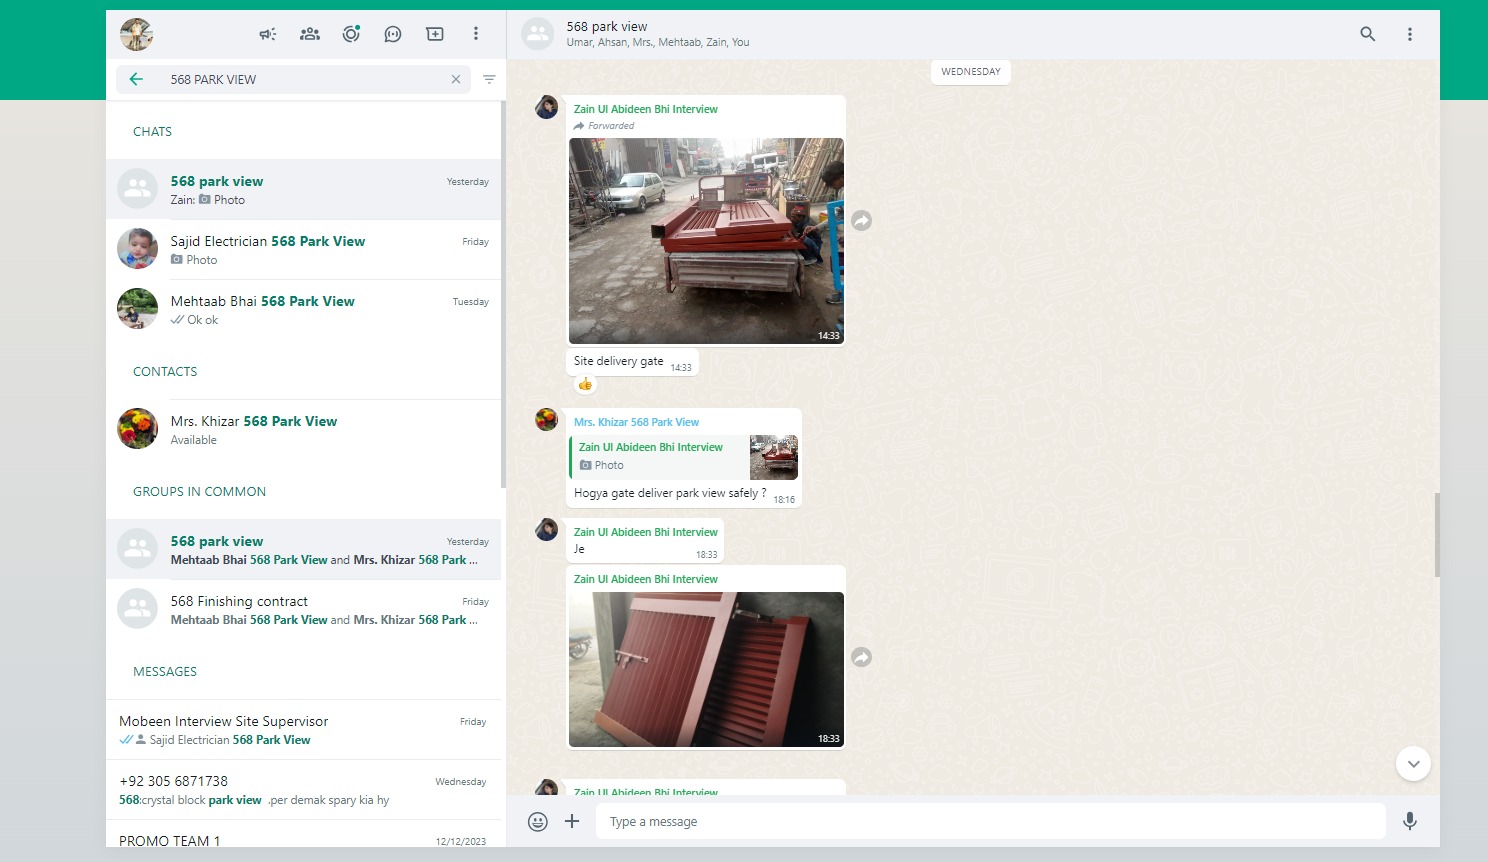 568 PARK VIEW
CHATS
568 park view
Yesterday
Zain: Photo
Sajid Electrician 568 Park View
Friday
Photo
Mehtaab Bhai 568 Park View
Tuesday
Ok ok
CONTACTS
Mrs. Khizar 568 Park View
Available
GROUPS IN COMMON
568 park view
Yesterday
Mehtaab Bhai 568 Park View and Mrs. Khizar 568 Park ...
568 Finishing contract
Friday
Mehtaab Bhai 568 Park View and Mrs. Khizar 568 Park ...
MESSAGES
Mobeen Interview Site Supervisor
Friday
Sajid Electrician 568 Park View
+92 305 6871738
Wednesday
568:crystal block park view .per demak spary kia hy
PROMO TEAM 1
12/12/2023
568 park view
Umar, Ahsan, Mrs., Mehtaab, Zain, You
WEDNESDAY
Zain Ul Abideen Bhi Interview
Forwarded
14:33
Site delivery gate 14:33
Mrs. Khizar 568 Park View
Zain Ul Abideen Bhi Interview
Photo
Hogya gate deliver park view safely ? 18:16
Zain Ul Abideen Bhi Interview
Je 18:33
Zain Ul Abideen Bhi Interview
18:33
Zain Ul Abideen Bhi Interview
Type a message